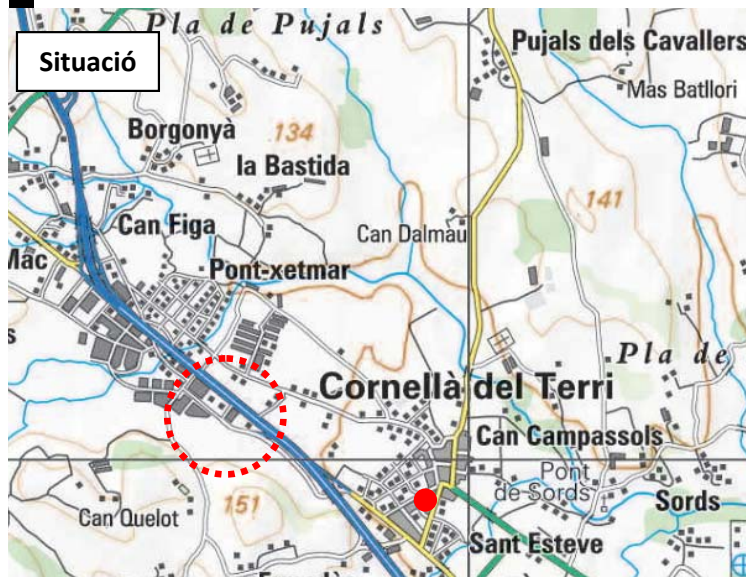 Pla de Pujals
Situació
Pujals dels Cavallers
Mas Batllori
Borgonyà
134
la Bastida
141
Can Figa
Can Dalmau
Màc
Pont-xetmar
s
Pla de
Cornellà del Terri
Can Campassols
Pont
de Sords
Sords
151
Can Quelot
Sant Esteve